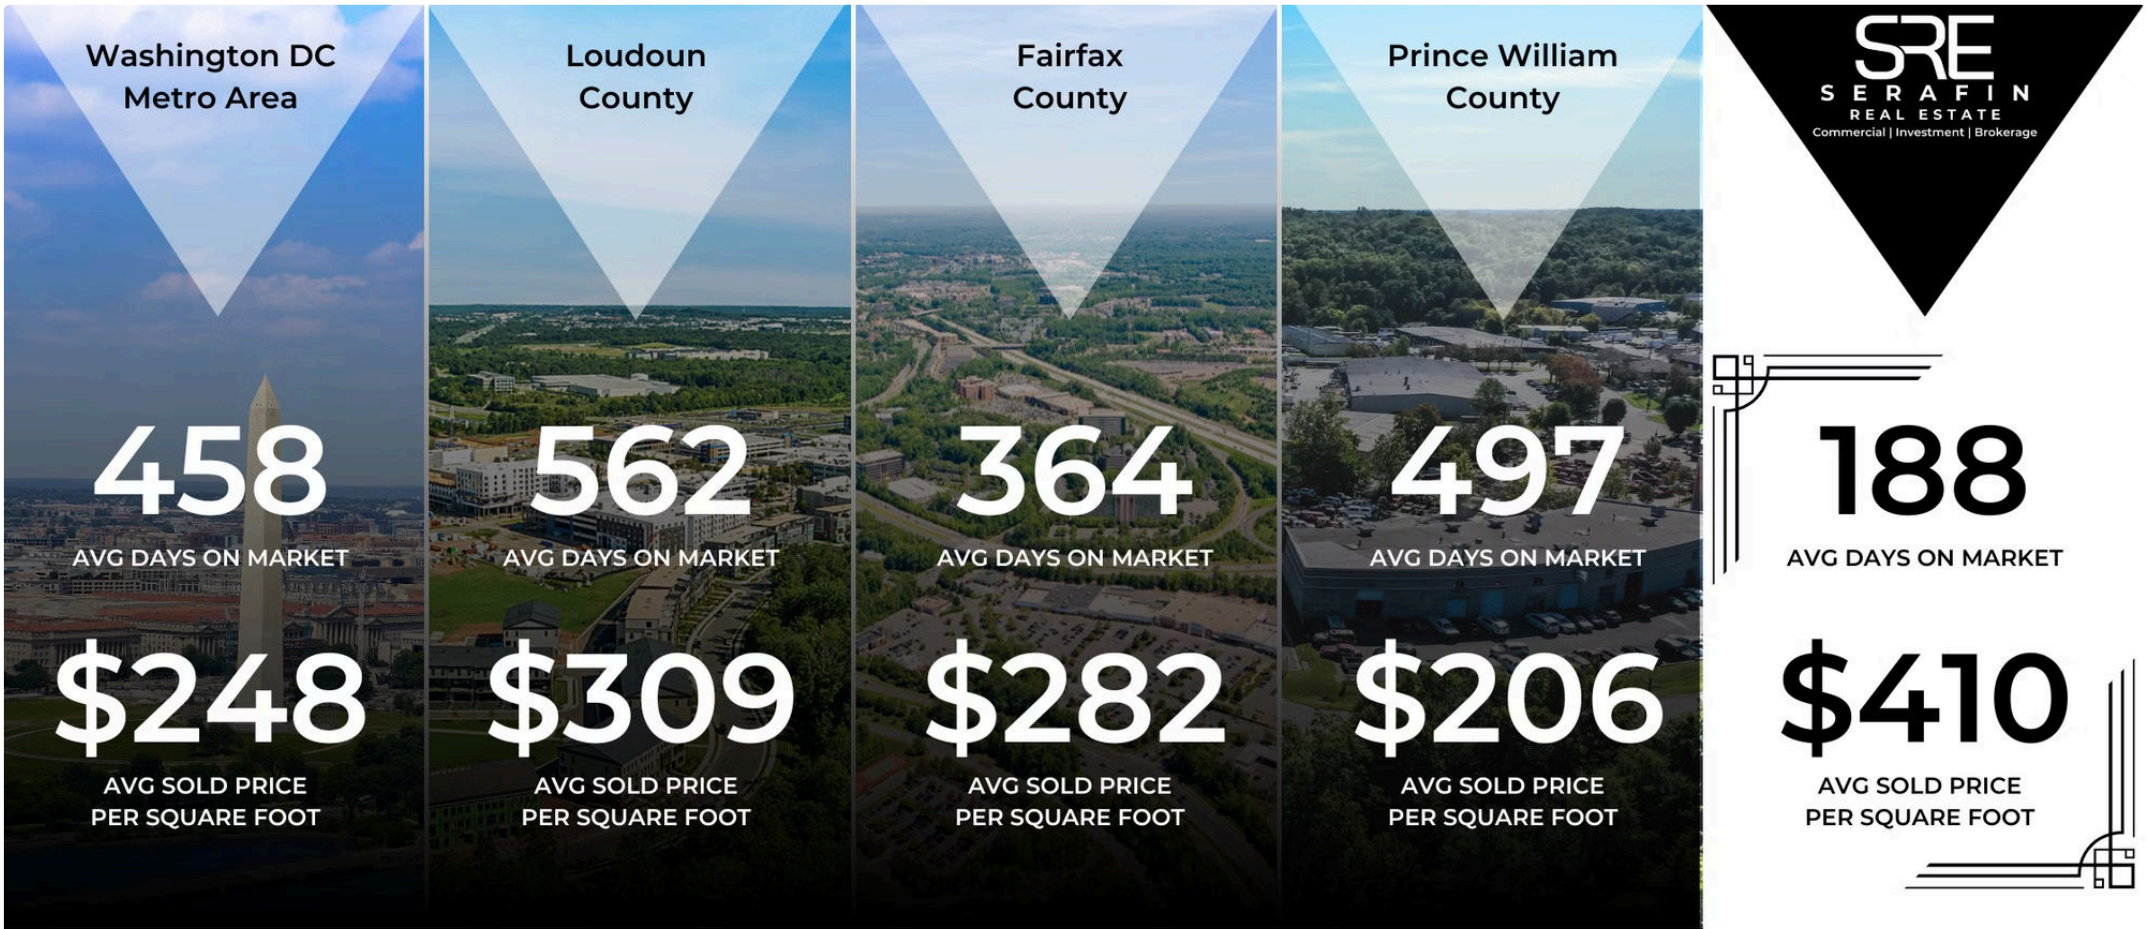 Washington DC
Metro Area
458
AVG DAYS ON MARKET
$248
AVG SOLD PRICE
PER SQUARE FOOT
Loudoun
County
562
AVG DAYS ON MARKET
$309
AVG SOLD PRICE
PER SQUARE FOOT
Fairfax
County
364
AVG DAYS ON MARKET
$282
AVG SOLD PRICE
PER SQUARE FOOT
Prince William
County
497
AVG DAYS ON MARKET
$206
AVG SOLD PRICE
PER SQUARE FOOT
SRE
SERAFIN
REAL ESTATE
Commercial | Investment | Brokerage
188
AVG DAYS ON MARKET
$410
AVG SOLD PRICE
PER SQUARE FOOT